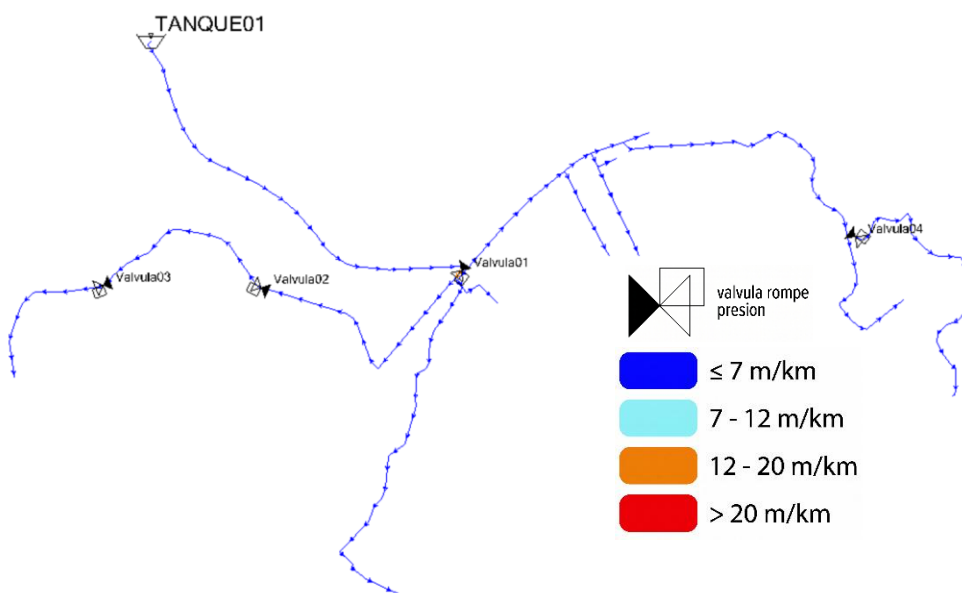 TANQUE01
Valvula01
Valvula02
Valvula03
Valvula04
valvula rompe
presion
≤ 7 m/km
7 - 12 m/km
12 - 20 m/km
> 20 m/km